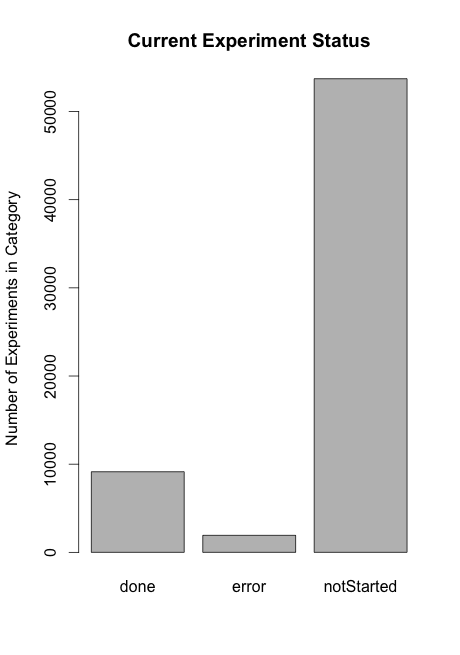 Current Experiment Status
Number of Experiments in Category
50000
40000
30000
20000
10000
0
done error notStarted